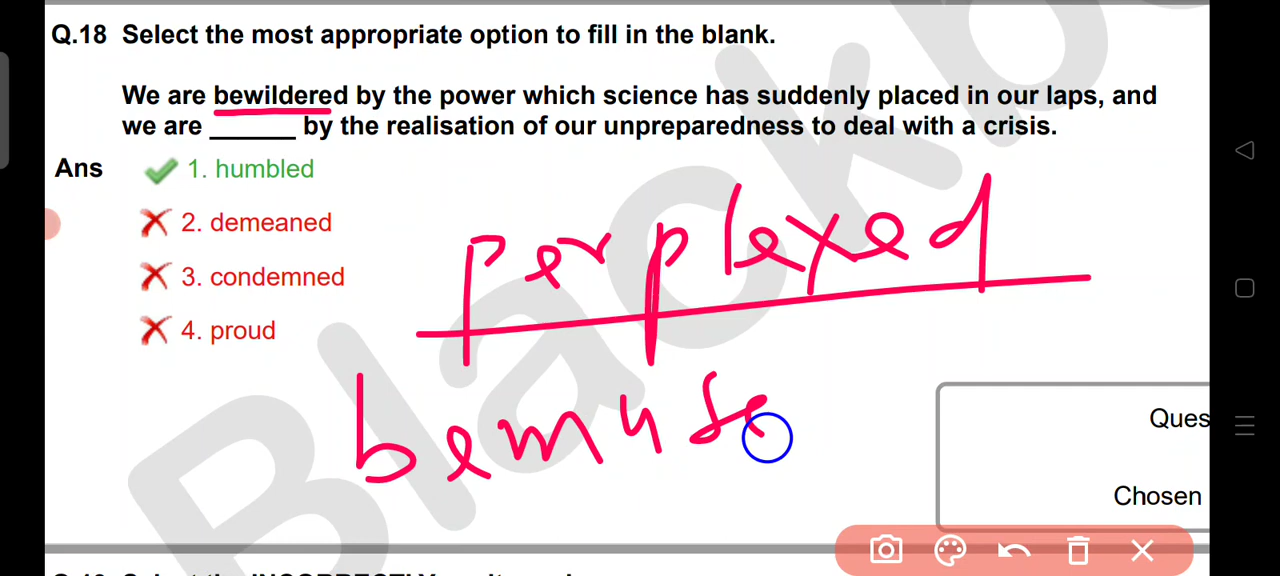 Q.18 Select the most appropriate option to fill in the blank.
We are bewildered by the power which science has suddenly placed in our laps, and
we are ______ by the realisation of our unpreparedness to deal with a crisis.
Ans 1. humbled
2. demeaned
3. condemned
4. proud
perplexed
bemuse
Ques
Chosen